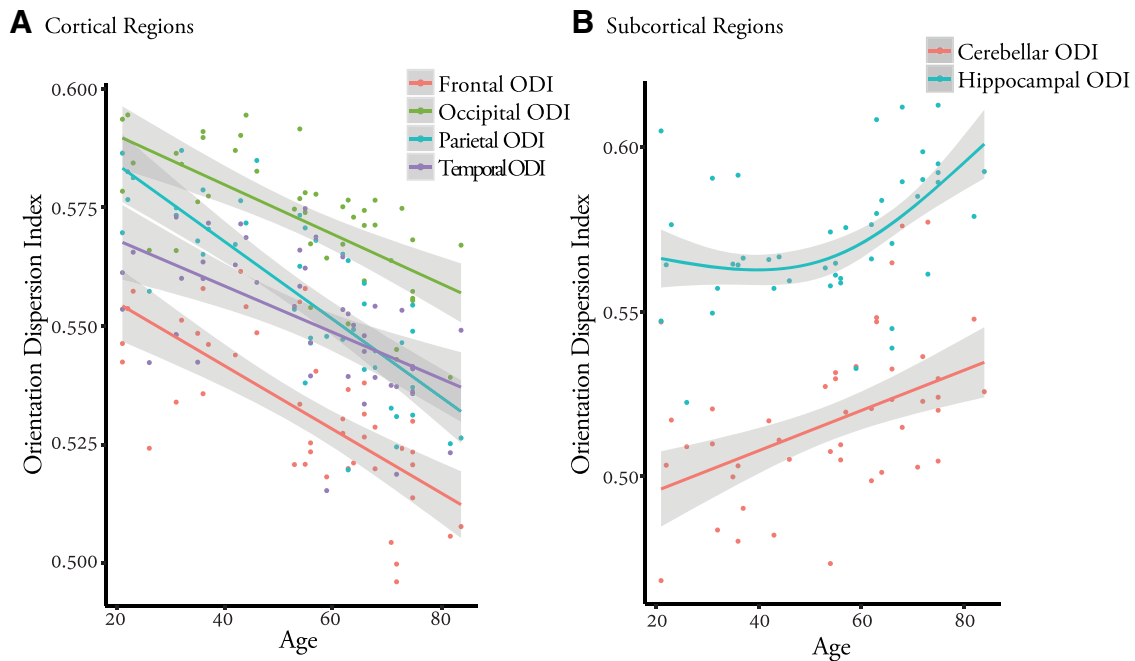 A Cortical Regions
Frontal ODI
Occipital ODI
Parietal ODI
Temporal ODI
Orientation Dispersion Index
0.600
0.575
0.550
0.525
0.500
20 40 60 80
Age
B Subcortical Regions
Cerebellar ODI
Hippocampal ODI
Orientation Dispersion Index
0.60
0.55
0.50
20 40 60 80
Age